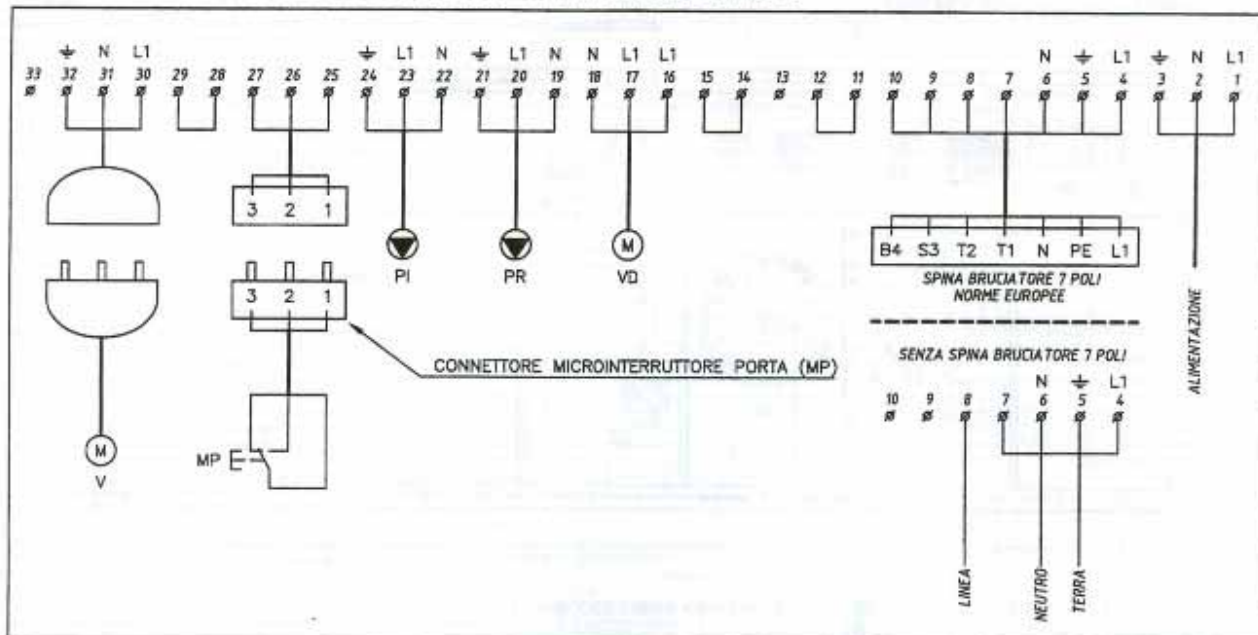 ⏚ N L1 ⏚ L1 N ⏚ L1 N N L1 L1 N ⏚ L1 ⏚ N L1
33 32 31 30 29 28 27 26 25 24 23 22 21 20 19 18 17 16 15 14 13 12 11 10 9 8 7 6 5 4 3 2 1
3 2 1
B4 S3 T2 T1 N PE L1
PI
PR
M
VD
SPINA BRUCIATORE 7 POLI
NORME EUROPEE
3 2 1
ALIMENTAZIONE
CONNETTORE MICROINTERRUTTORE PORTA (MP)
SENZA SPINA BRUCIATORE 7 POLI
N ⏚ L1
10 9 8 7 6 5 4
M
V
MP
LINEA
NEUTRO
TERRA